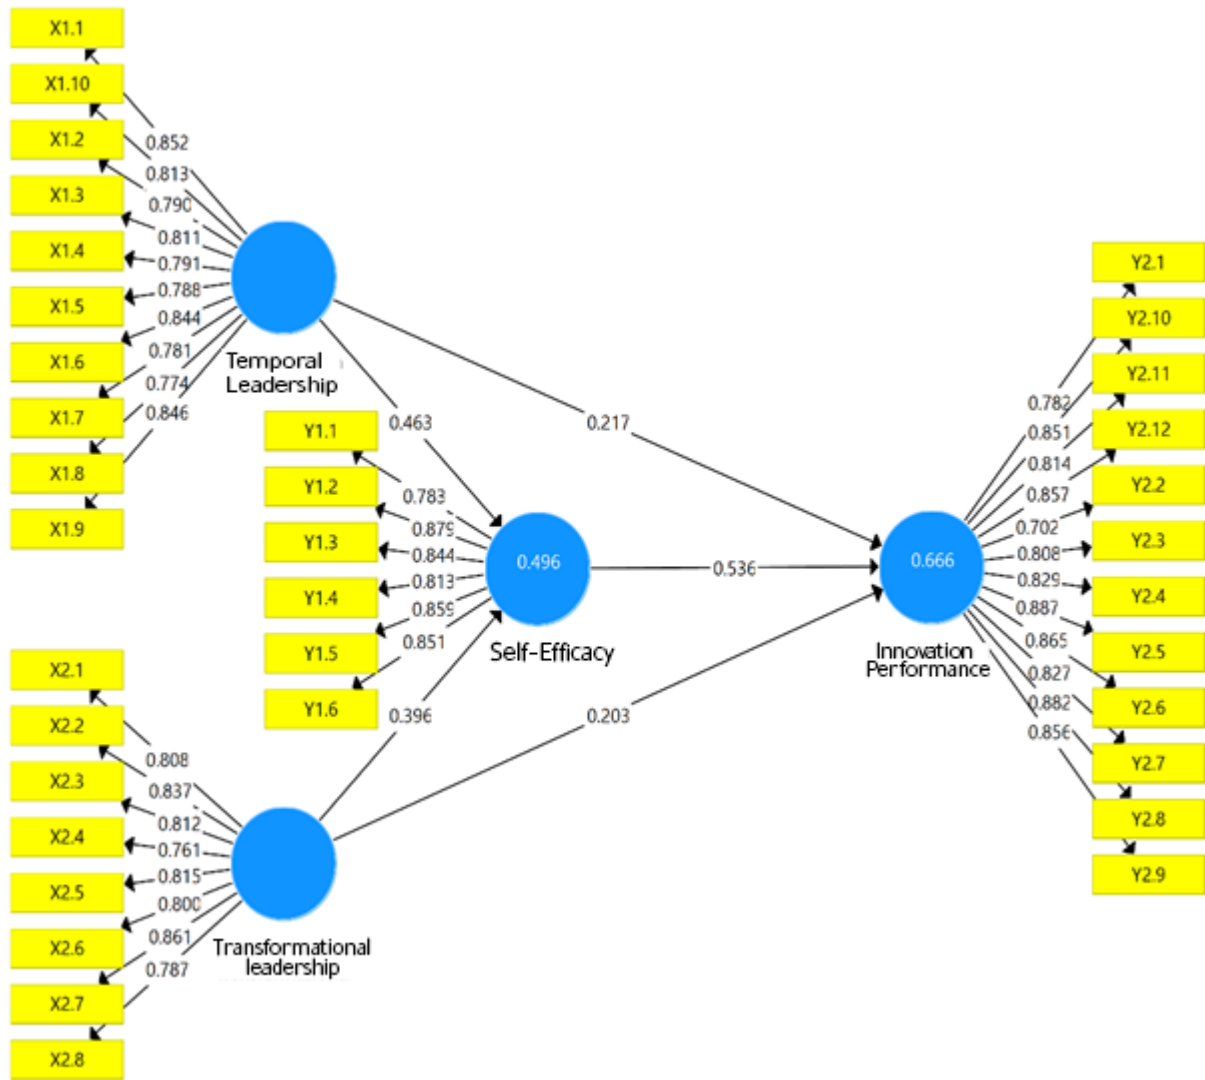 X1.1
X1.10
X1.2
X1.3
X1.4
X1.5
X1.6
X1.7
X1.8
X1.9
0.852
0.813
0.790
0.811
0.791
0.788
0.844
0.781
0.774
0.846
Temporal
Leadership
0.463
0.217
Y1.1
Y1.2
Y1.3
Y1.4
Y1.5
Y1.6
0.783
0.879
0.844
0.813
0.859
0.851
0.496
Self-Efficacy
0.536
0.396
0.203
X2.1
X2.2
X2.3
X2.4
X2.5
X2.6
X2.7
X2.8
0.808
0.837
0.812
0.761
0.815
0.800
0.861
0.787
Transformational
leadership
0.666
Innovation
Performance
0.782
0.851
0.814
0.857
0.702
0.808
0.829
0.887
0.865
0.827
0.882
0.856
Y2.1
Y2.10
Y2.11
Y2.12
Y2.2
Y2.3
Y2.4
Y2.5
Y2.6
Y2.7
Y2.8
Y2.9